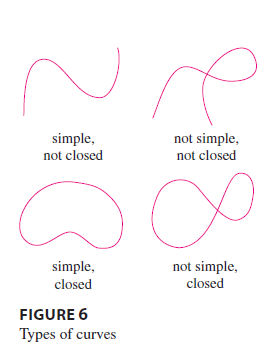 simple,
not closed
not simple,
not closed
simple,
closed
not simple,
closed
FIGURE 6
Types of curves